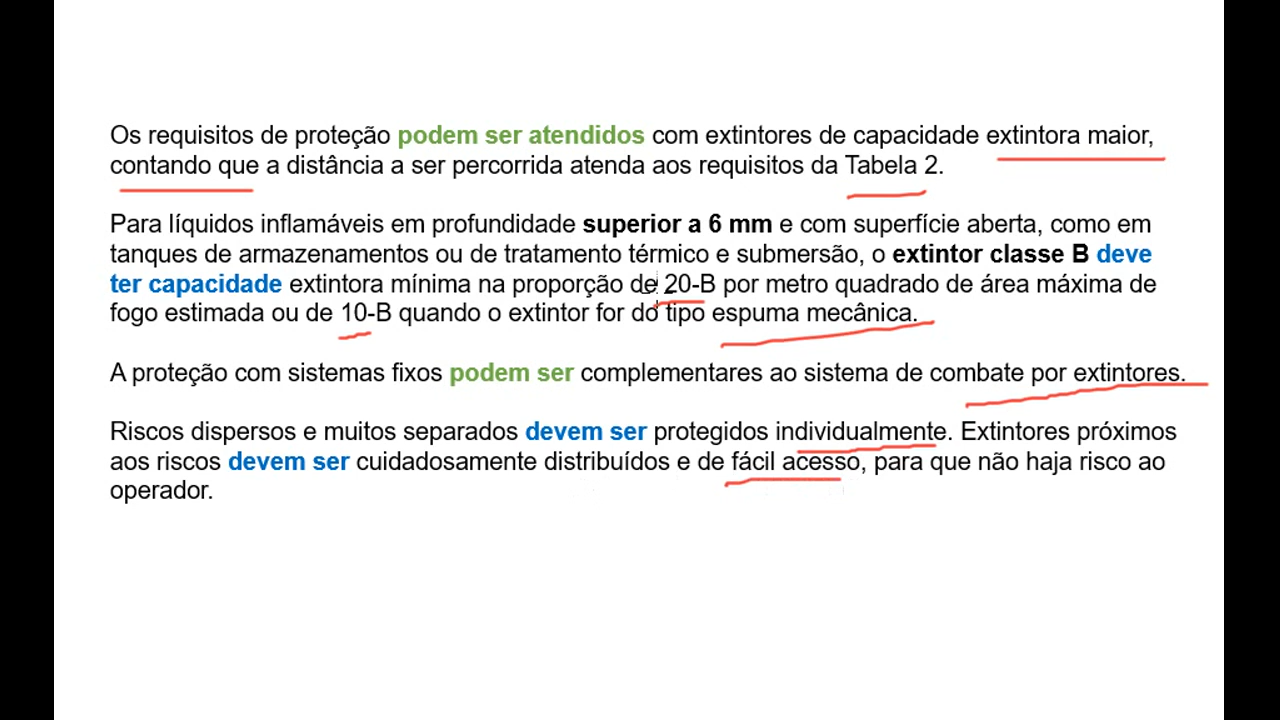 Os requisitos de proteção podem ser atendidos com extintores de capacidade extintora maior,
contando que a distância a ser percorrida atenda aos requisitos da Tabela 2.
Para líquidos inflamáveis em profundidade superior a 6 mm e com superfície aberta, como em
tanques de armazenamentos ou de tratamento térmico e submersão, o extintor classe B deve
ter capacidade extintora mínima na proporção de 20-B por metro quadrado de área máxima de
fogo estimada ou de 10-B quando o extintor for do tipo espuma mecânica.
A proteção com sistemas fixos podem ser complementares ao sistema de combate por extintores.
Riscos dispersos e muitos separados devem ser protegidos individualmente. Extintores próximos
aos riscos devem ser cuidadosamente distribuídos e de fácil acesso, para que não haja risco ao
operador.